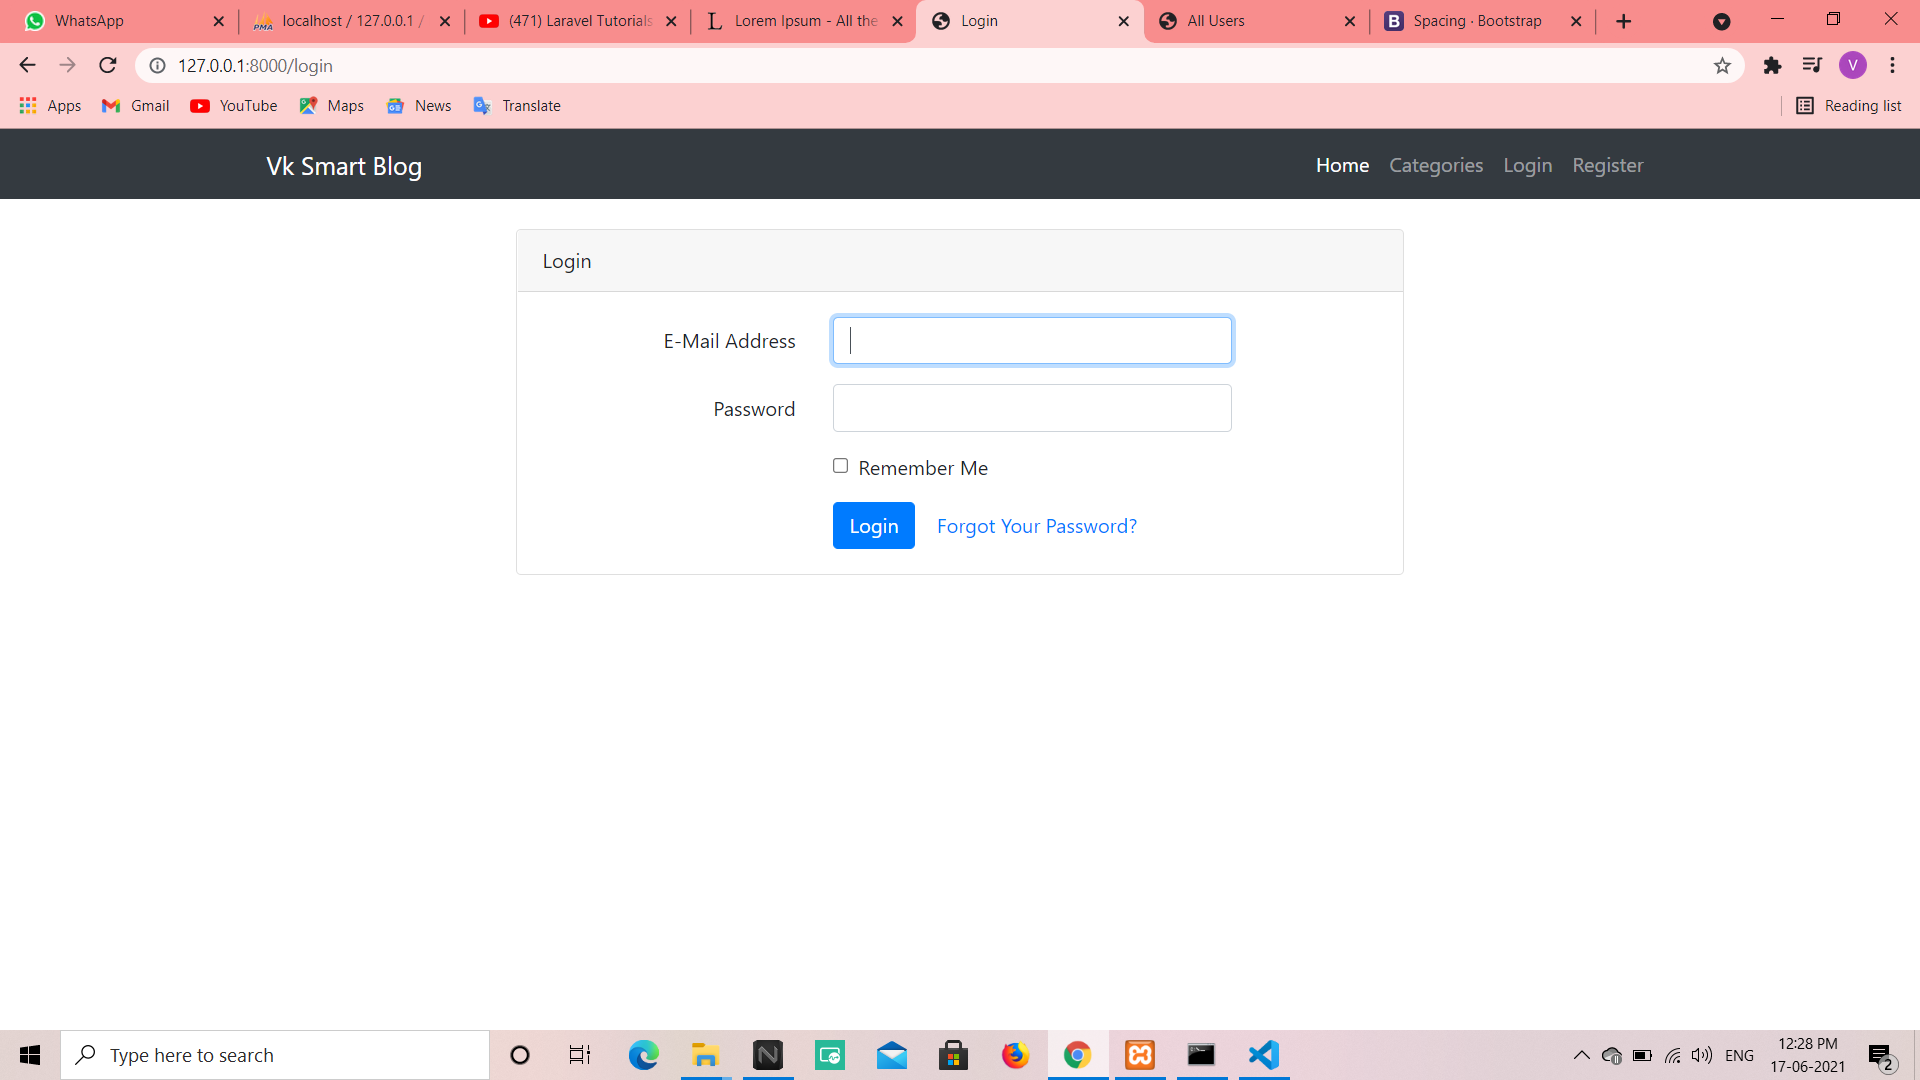 WhatsApp
localhost / 127.0.0.1 /
(471) Laravel Tutorials
Lorem Ipsum - All the
Login
All Users
B Spacing · Bootstrap
127.0.0.1:8000/login
V
Apps
Gmail
YouTube
Maps
News
Translate
Reading list
Vk Smart Blog
Home
Categories
Login
Register
Login
E-Mail Address
Password
Remember Me
Login
Forgot Your Password?
Type here to search
ENG
12:28 PM
17-06-2021
2